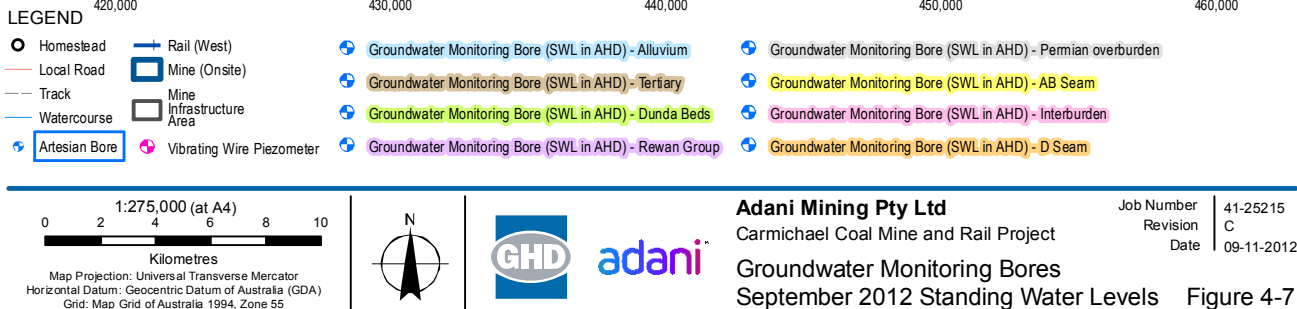 420,000 430,000 440,000 450,000 460,000
LEGEND
Homestead
Local Road
Track
Watercourse
Artesian Bore
Rail (West)
Mine (Onsite)
Mine
Infrastructure
Area
Vibrating Wire Piezometer
Groundwater Monitoring Bore (SWL in AHD) - Alluvium
Groundwater Monitoring Bore (SWL in AHD) - Tertiary
Groundwater Monitoring Bore (SWL in AHD) - Dunda Beds
Groundwater Monitoring Bore (SWL in AHD) - Rewan Group
Groundwater Monitoring Bore (SWL in AHD) - Permian overburden
Groundwater Monitoring Bore (SWL in AHD) - AB Seam
Groundwater Monitoring Bore (SWL in AHD) - Interburden
Groundwater Monitoring Bore (SWL in AHD) - D Seam
1:275,000 (at A4)
0 2 4 6 8 10
Kilometres
Map Projection: Universal Transverse Mercator
Horizontal Datum: Geocentric Datum of Australia (GDA)
Grid: Map Grid of Australia 1994, Zone 55
N
GHD
adani
Adani Mining Pty Ltd
Carmichael Coal Mine and Rail Project
Groundwater Monitoring Bores
September 2012 Standing Water Levels
Job Number 41-25215
Revision C
Date 09-11-2012
Figure 4-7